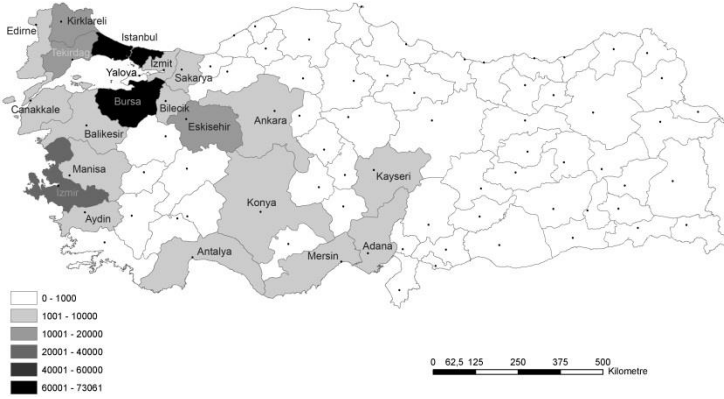 Edirne
Kirklareli
Istanbul
Tekirdag
Yalova
Izmit
Sakarya
Canakkale
Bursa
Bilecik
Balikesir
Eskisehir
Ankara
Manisa
Izmir
Kayseri
Aydin
Konya
Antalya
Mersin
Adana
0 - 1000
1001 - 10000
10001 - 20000
20001 - 40000
40001 - 60000
60001 - 73061
0 62,5 125 250 375 500
Kilometre